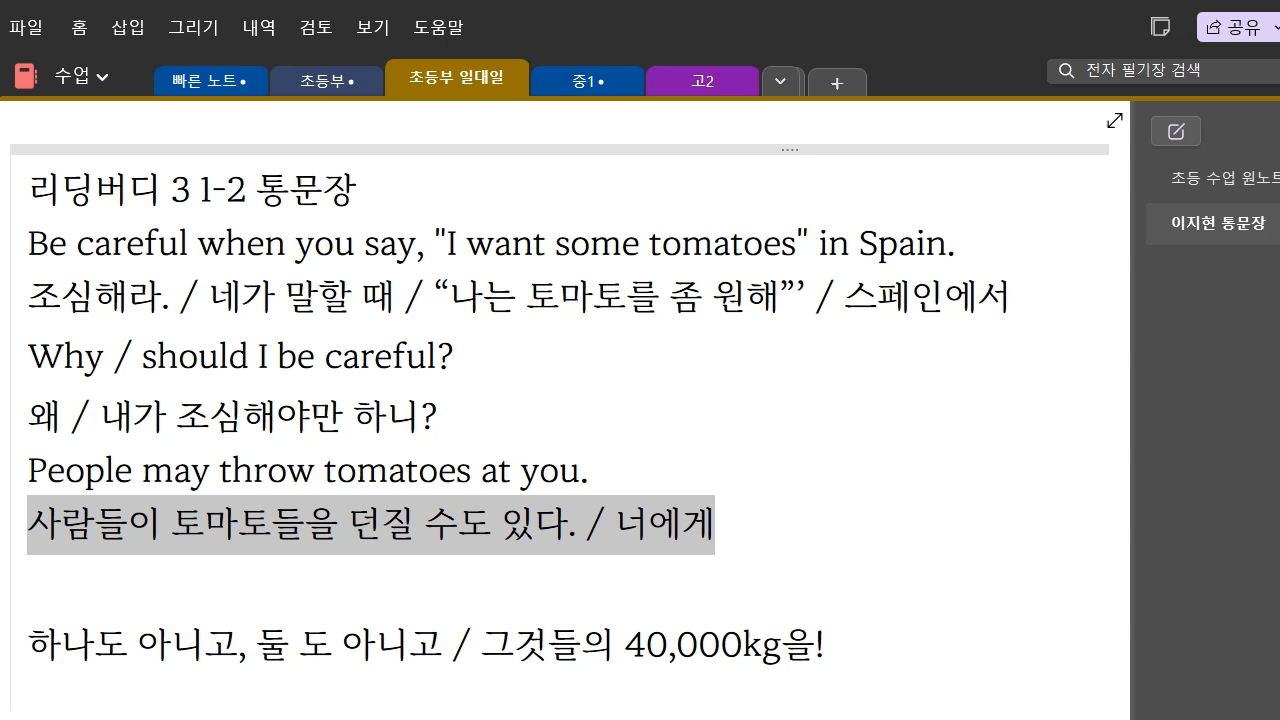 파일 홈 삽입 그리기 내역 검토 보기 도움말 공유
수업 빠른 노트 초등부 초등부 일대일 중1 고2 전자 필기장 검색
초등 수업 원노트
이지현 통문장
리딩버디 3 1-2 통문장
Be careful when you say, "I want some tomatoes" in Spain.
조심해라. / 네가 말할 때 / “나는 토마토를 좀 원해”’ / 스페인에서
Why / should I be careful?
왜 / 내가 조심해야만 하니?
People may throw tomatoes at you.
사람들이 토마토들을 던질 수도 있다. / 너에게
하나도 아니고, 둘 도 아니고 / 그것들의 40,000kg을!